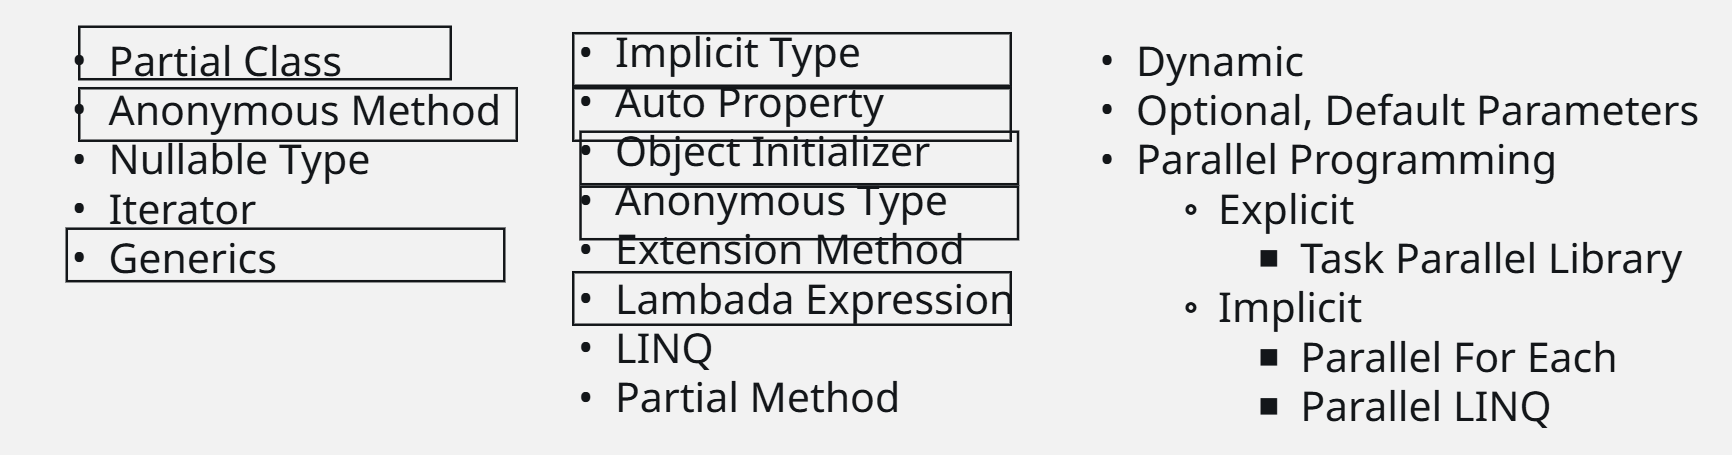 • Partial Class
• Anonymous Method
• Nullable Type
• Iterator
• Generics
• Implicit Type
• Auto Property
• Object Initializer
• Anonymous Type
• Extension Method
• Lambada Expression
• LINQ
• Partial Method
• Dynamic
• Optional, Default Parameters
• Parallel Programming
∘ Explicit
▪ Task Parallel Library
∘ Implicit
▪ Parallel For Each
▪ Parallel LINQ